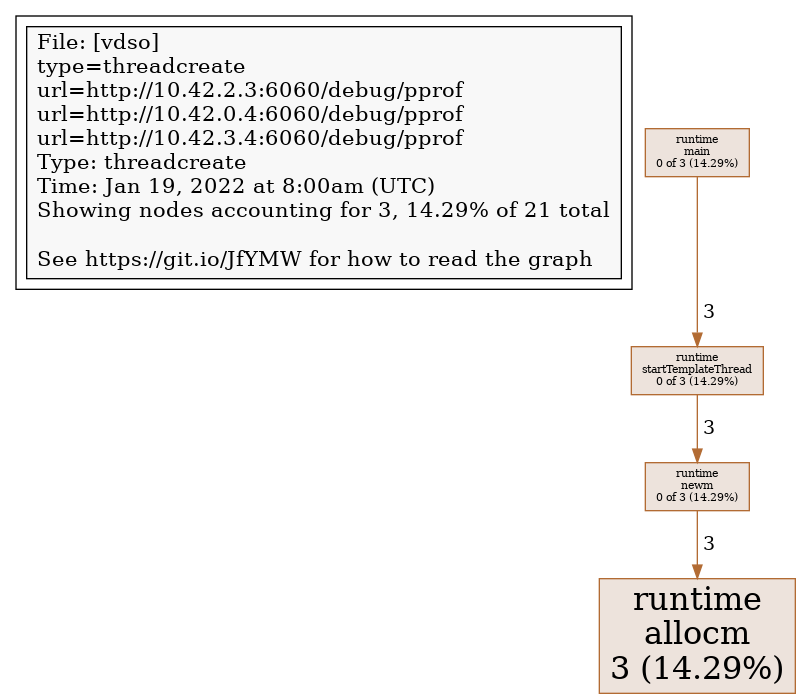 File: [vdso]
type=threadcreate
url=http://10.42.2.3:6060/debug/pprof
url=http://10.42.0.4:6060/debug/pprof
url=http://10.42.3.4:6060/debug/pprof
Type: threadcreate
Time: Jan 19, 2022 at 8:00am (UTC)
Showing nodes accounting for 3, 14.29% of 21 total
See https://git.io/JfYMW for how to read the graph
runtime
main
0 of 3 (14.29%)
3
runtime
startTemplateThread
0 of 3 (14.29%)
3
runtime
newm
0 of 3 (14.29%)
3
runtime
allocm
3 (14.29%)